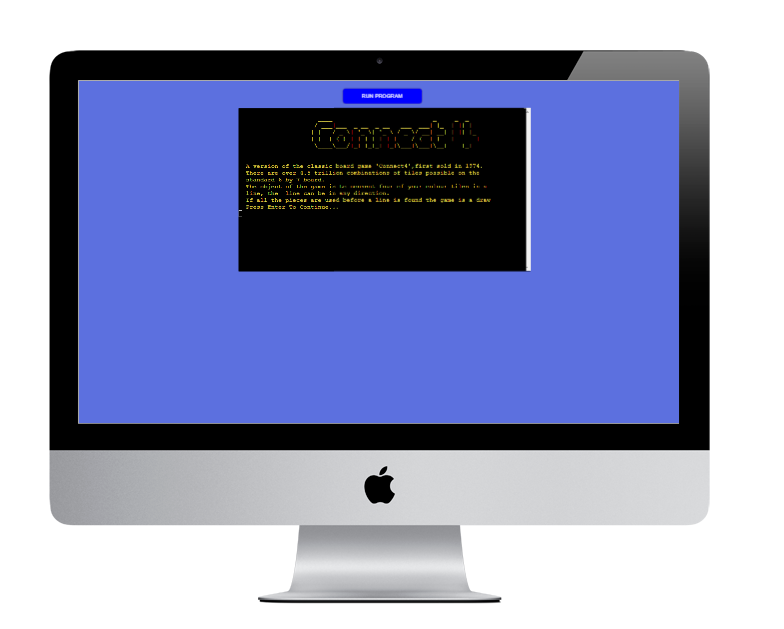 RUN PROGRAM
Connect 4
A version of the classic board game 'Connect4',first sold in 1974.
There are over 4.5 trillion combinations of tiles possible on the
standard 6 by 7 board.
The object of the game is to connect four of your colour tiles in a
line, the line can be in any direction.
If all the pieces are used before a line is found the game is a draw
Press Enter To Continue...